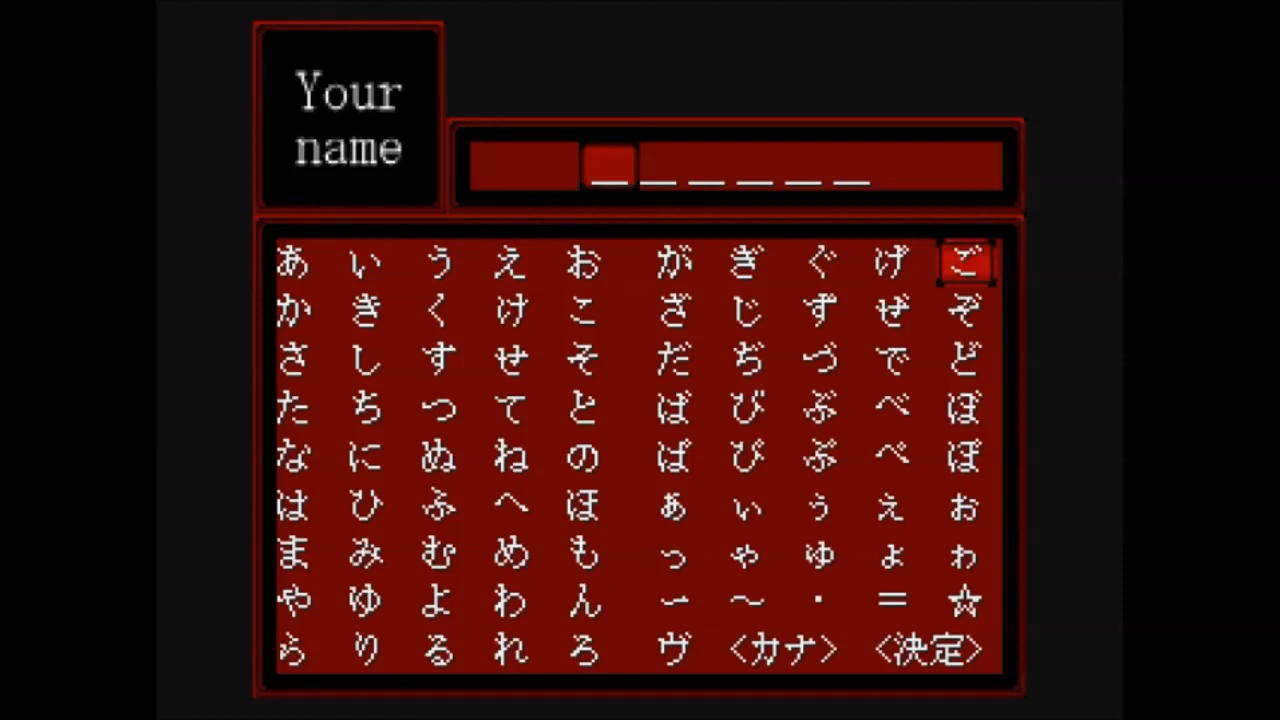 Your
name
あ い う え お が ぎ ぐ げ ご
か き く け こ ざ じ ず ぜ ぞ
さ し す せ そ だ ぢ づ で ど
た ち つ て と ば び ぶ べ ぼ
な に ぬ ね の ぱ ぴ ぷ ぺ ぽ
は ひ ふ へ ほ ぁ ぃ ぅ ぇ ぉ
ま み む め も っ ゃ ゅ ょ ゎ
や ゆ よ わ ん ー ～ ・ ＝ ☆
ら り る れ ろ ヴ <カナ> <決定>